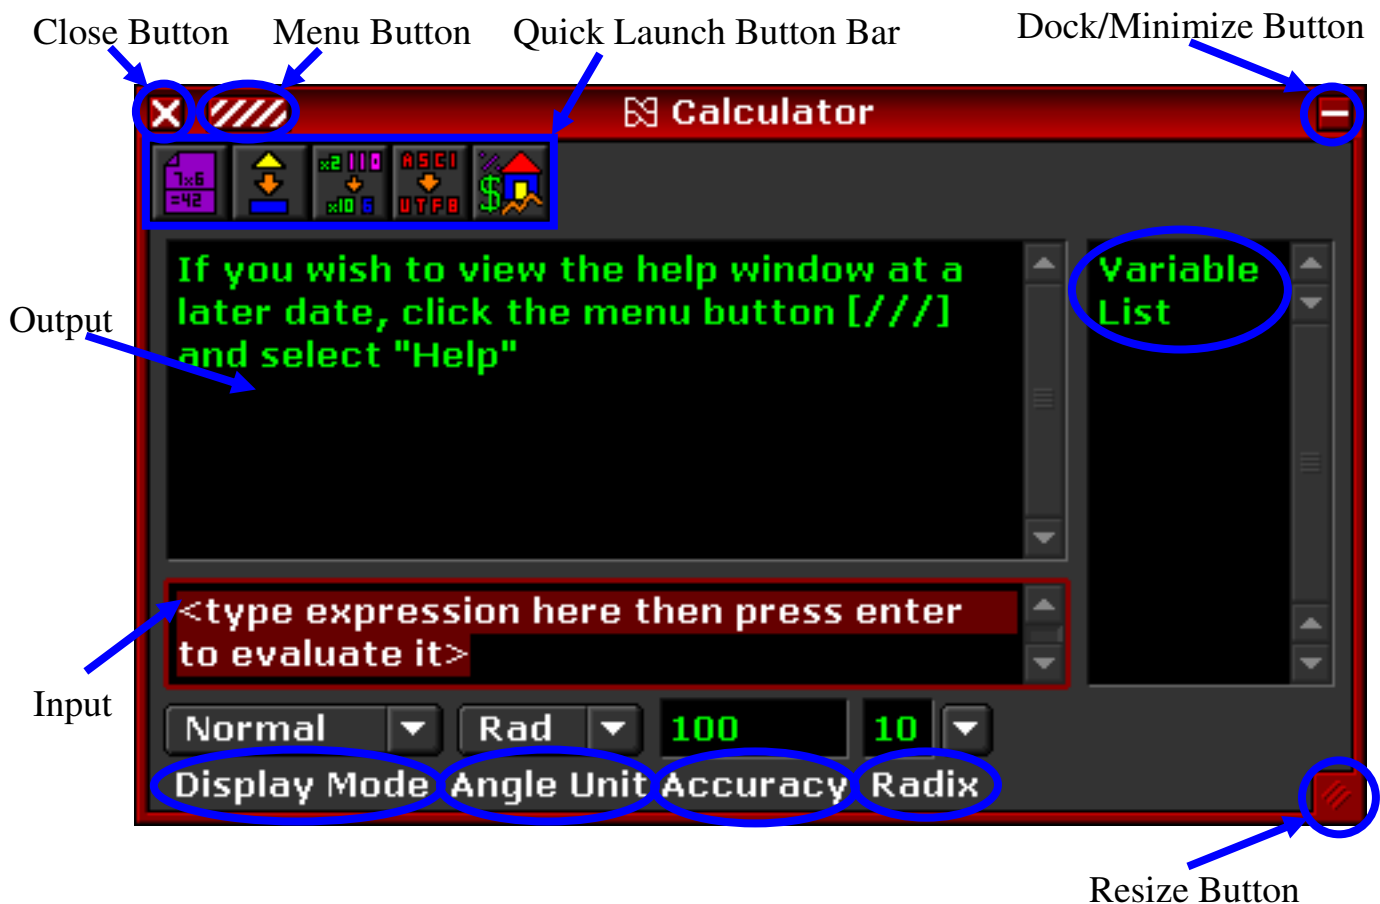 Close Button
Menu Button
Quick Launch Button Bar
Dock/Minimize Button
Calculator
7x6
=42
x2 110
x10 6
ASCI
UTF8
%
$
If you wish to view the help window at a
later date, click the menu button [///]
and select "Help"
Variable
List
Output
<type expression here then press enter
to evaluate it>
Input
Normal
Rad
100
10
Display Mode
Angle Unit
Accuracy
Radix
Resize Button